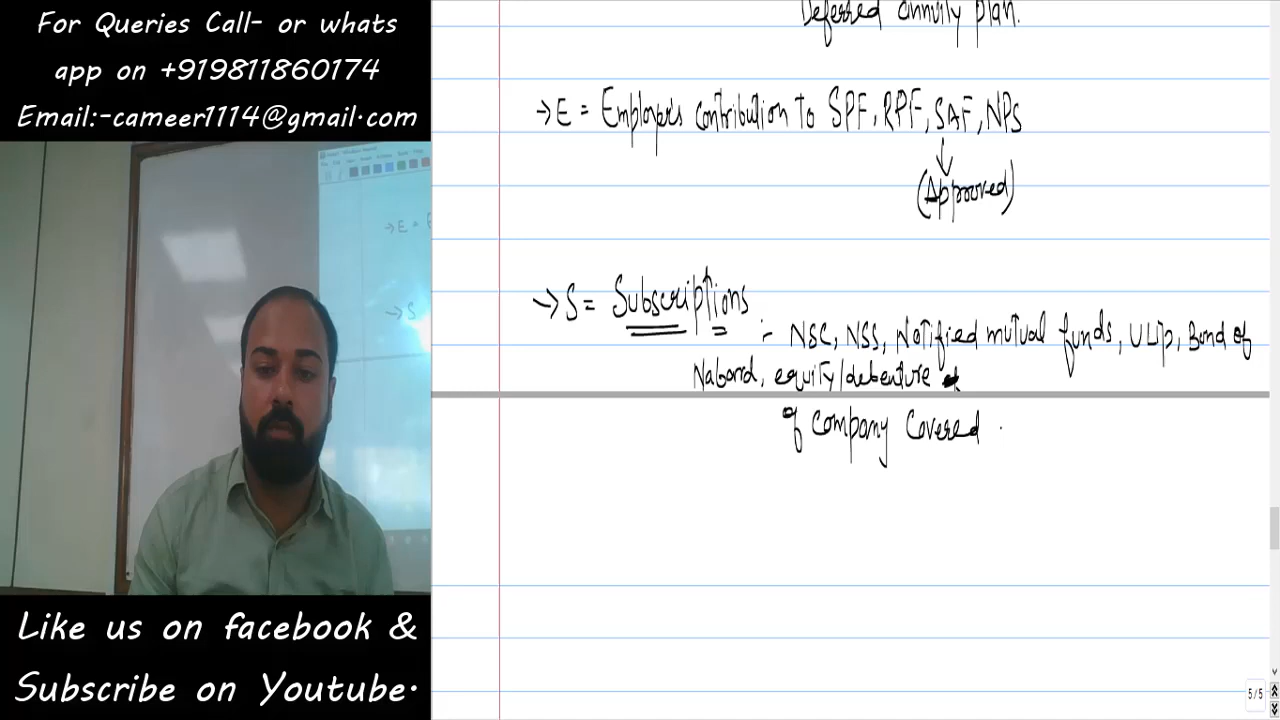 For Queries Call- or whats
app on +919811860174
Email:-cameer1114@gmail.com
Deferred annuity plan.
→E = Employer's contribution to SPF, RPF, SAF, NPS
(Approved)
→S = Subscriptions :- NSC, NSS, Notified mutual funds, ULIP, Bond of
Nabard, equity/debenture
of company covered
Like us on facebook &
Subscribe on Youtube.
5/5